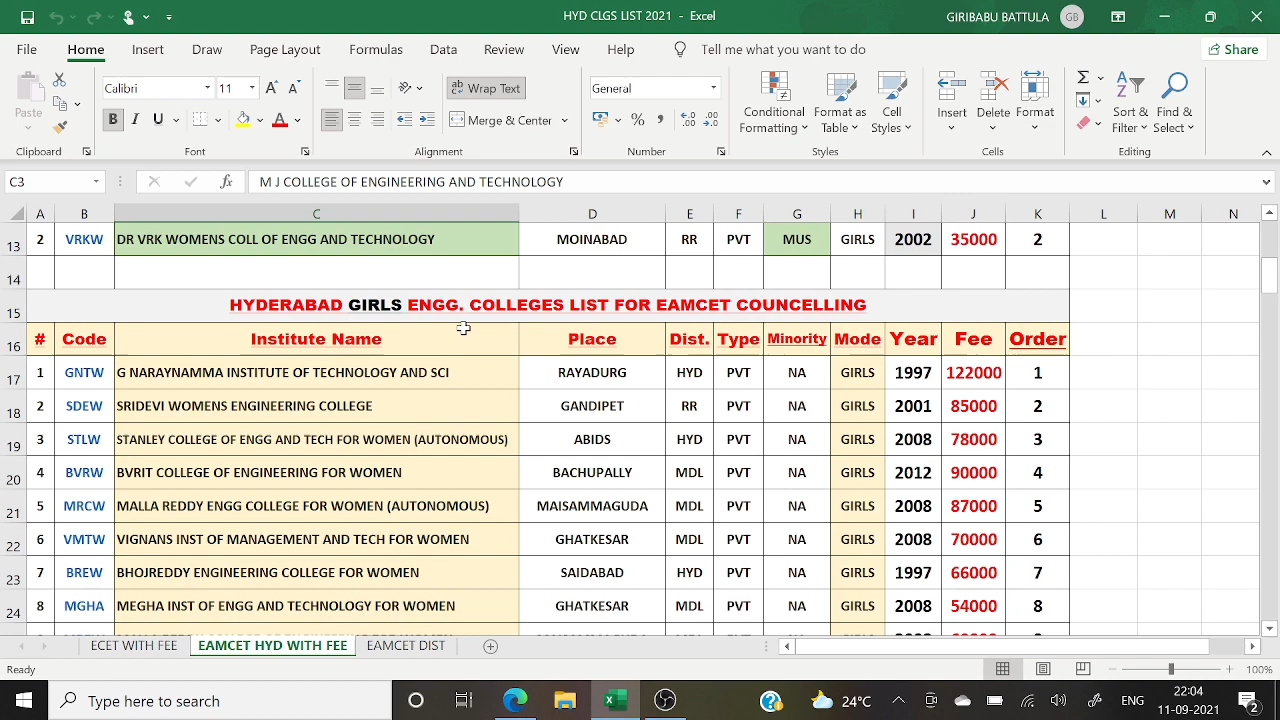 HYD CLGS LIST 2021 - Excel
GIRIBABU BATTULA GB
File Home Insert Draw Page Layout Formulas Data Review View Help Tell me what you want to do Share
Paste
Calibri 11 A A
B I U A
ab Wrap Text
Merge & Center
General
% ,
Conditional Formatting
Format as Table
Cell Styles
Insert Delete Format
Sort & Filter
Find & Select
Clipboard Font Alignment Number Styles Cells Editing
C3 fx M J COLLEGE OF ENGINEERING AND TECHNOLOGY
A B C D E F G H I J K L M N
13 2 VRKW DR VRK WOMENS COLL OF ENGG AND TECHNOLOGY MOINABAD RR PVT MUS GIRLS 2002 35000 2
14
15 HYDERABAD GIRLS ENGG. COLLEGES LIST FOR EAMCET COUNCELLING
16 # Code Institute Name Place Dist. Type Minority Mode Year Fee Order
17 1 GNTW G NARAYNAMMA INSTITUTE OF TECHNOLOGY AND SCI RAYADURG HYD PVT NA GIRLS 1997 122000 1
18 2 SDEW SRIDEVI WOMENS ENGINEERING COLLEGE GANDIPET RR PVT NA GIRLS 2001 85000 2
19 3 STLW STANLEY COLLEGE OF ENGG AND TECH FOR WOMEN (AUTONOMOUS) ABIDS HYD PVT NA GIRLS 2008 78000 3
20 4 BVRW BVRIT COLLEGE OF ENGINEERING FOR WOMEN BACHUPALLY MDL PVT NA GIRLS 2012 90000 4
21 5 MRCW MALLA REDDY ENGG COLLEGE FOR WOMEN (AUTONOMOUS) MAISAMMAGUDA MDL PVT NA GIRLS 2008 87000 5
22 6 VMTW VIGNANS INST OF MANAGEMENT AND TECH FOR WOMEN GHATKESAR MDL PVT NA GIRLS 2008 70000 6
23 7 BREW BHOJREDDY ENGINEERING COLLEGE FOR WOMEN SAIDABAD HYD PVT NA GIRLS 1997 66000 7
24 8 MGHA MEGHA INST OF ENGG AND TECHNOLOGY FOR WOMEN GHATKESAR MDL PVT NA GIRLS 2008 54000 8
ECET WITH FEE EAMCET HYD WITH FEE EAMCET DIST
Ready 100%
Type here to search
24°C ENG 22:04 11-09-2021 2